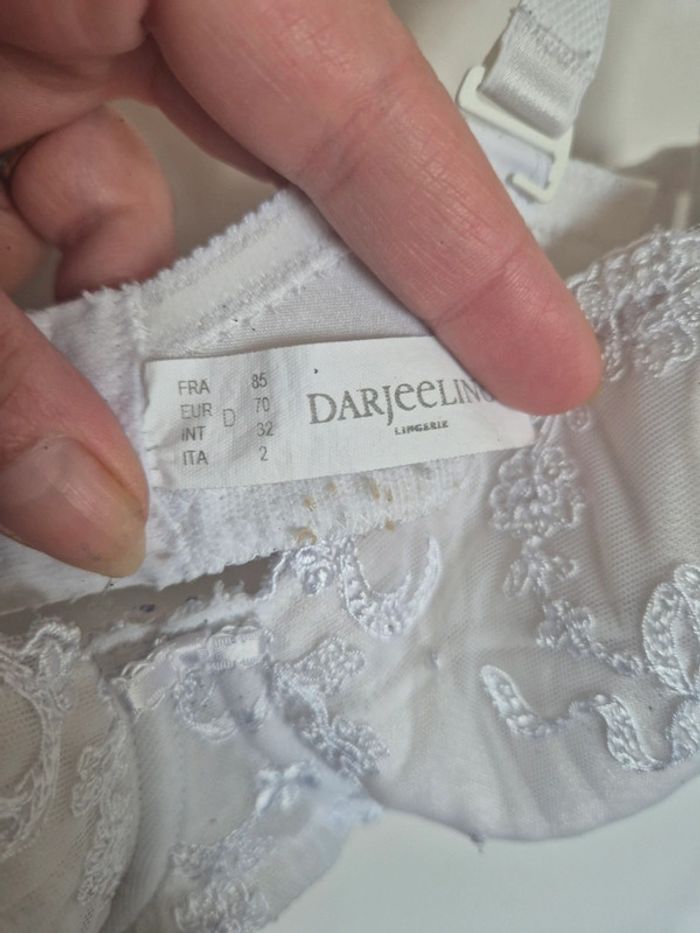 FRA 85
EUR D 70
INT 32
ITA 2
DARJeeLING
LINGERIE